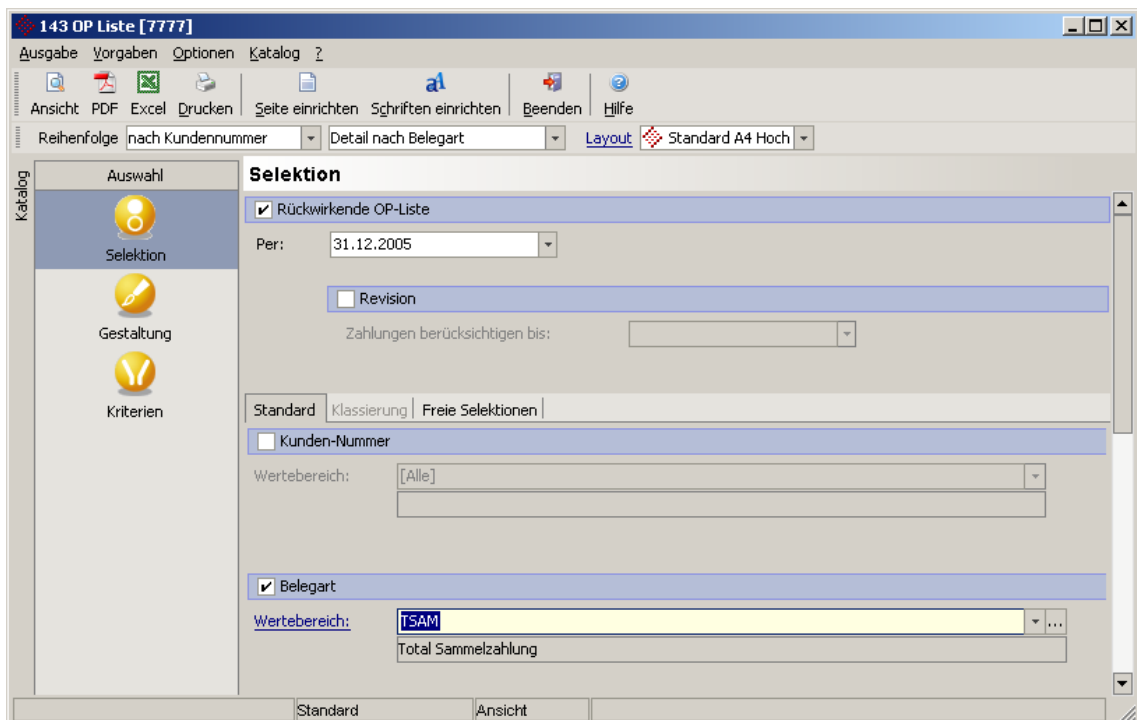 143 OP Liste [7777]
Ausgabe Vorgaben Optionen Katalog ?
Ansicht PDF Excel Drucken Seite einrichten Schriften einrichten Beenden Hilfe
Reihenfolge nach Kundennummer Detail nach Belegart Layout Standard A4 Hoch
Katalog
Auswahl
Selektion
Gestaltung
Kriterien
Selektion
Rückwirkende OP-Liste
Per: 31.12.2005
Revision
Zahlungen berücksichtigen bis:
Standard Klassierung Freie Selektionen
Kunden-Nummer
Wertebereich: [Alle]
Belegart
Wertebereich: TSAM
Total Sammelzahlung
Standard Ansicht